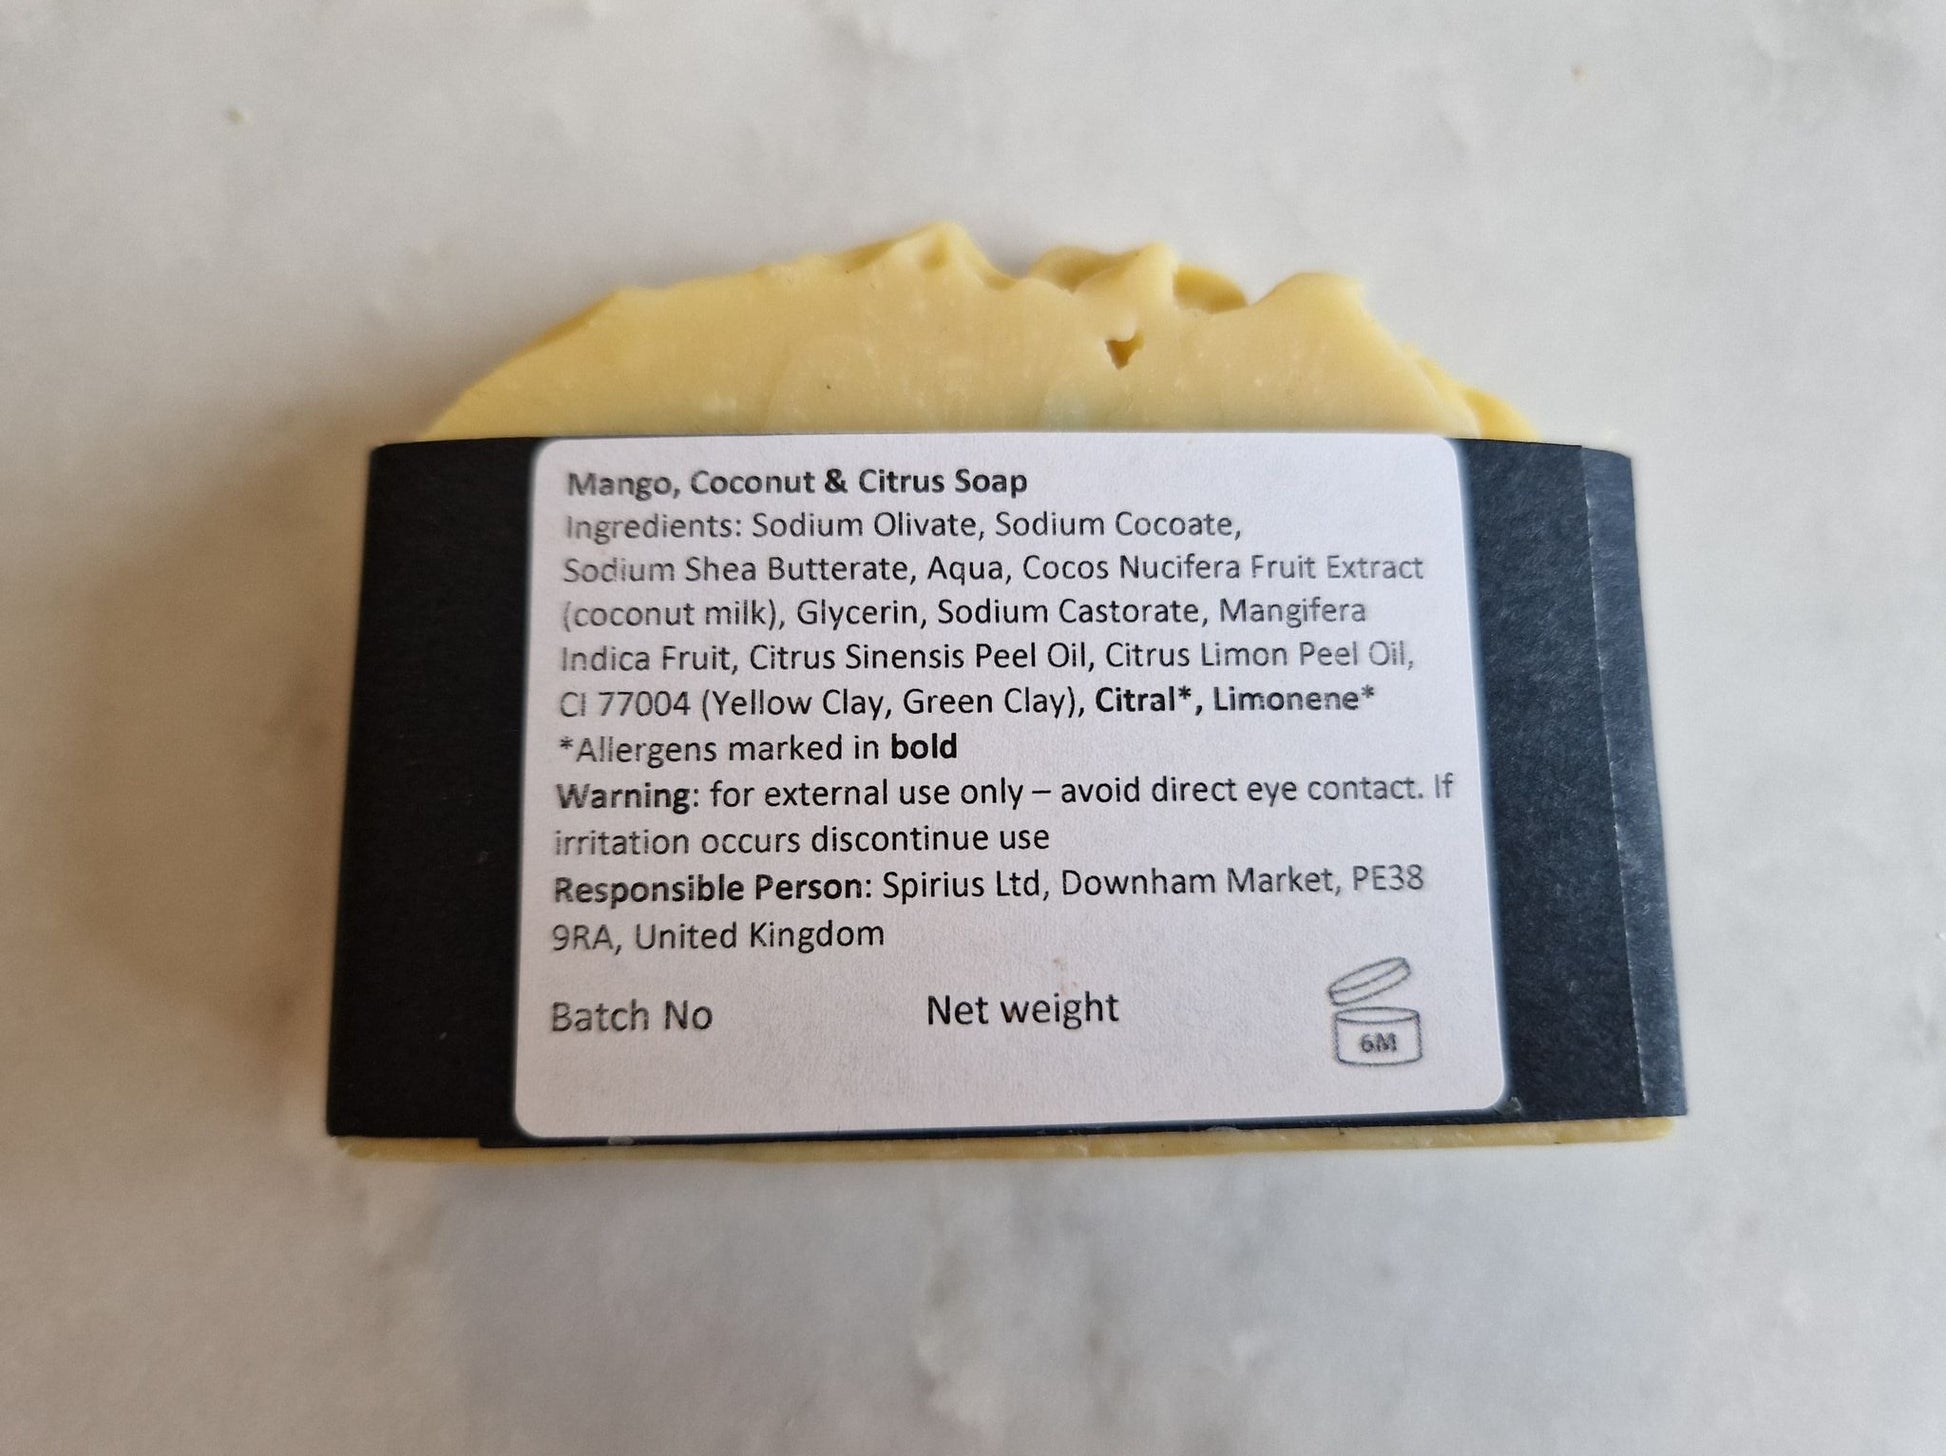 Mango, Coconut & Citrus Soap
Ingredients: Sodium Olivate, Sodium Cocoate,
Sodium Shea Butterate, Aqua, Cocos Nucifera Fruit Extract
(coconut milk), Glycerin, Sodium Castorate, Mangifera
Indica Fruit, Citrus Sinensis Peel Oil, Citrus Limon Peel Oil,
CI 77004 (Yellow Clay, Green Clay), Citral*, Limonene*
*Allergens marked in bold
Warning: for external use only – avoid direct eye contact. If
irritation occurs discontinue use
Responsible Person: Spirius Ltd, Downham Market, PE38
9RA, United Kingdom
Batch No Net weight
6M